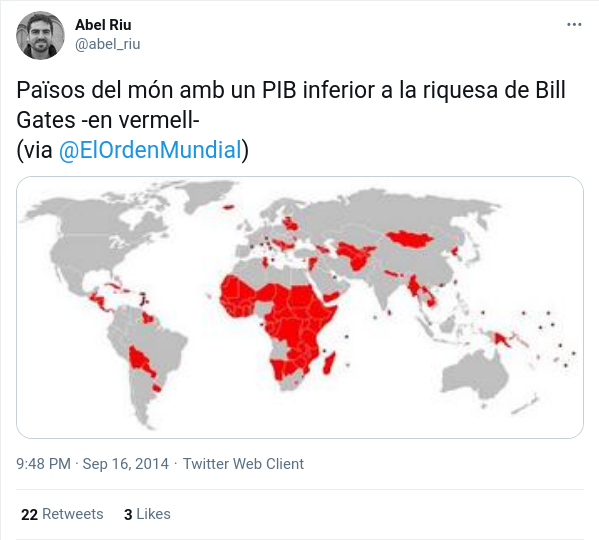 Abel Riu
@abel_riu
Països del món amb un PIB inferior a la riquesa de Bill
Gates -en vermell-
(via @ElOrdenMundial)
9:48 PM · Sep 16, 2014 · Twitter Web Client
22 Retweets 3 Likes